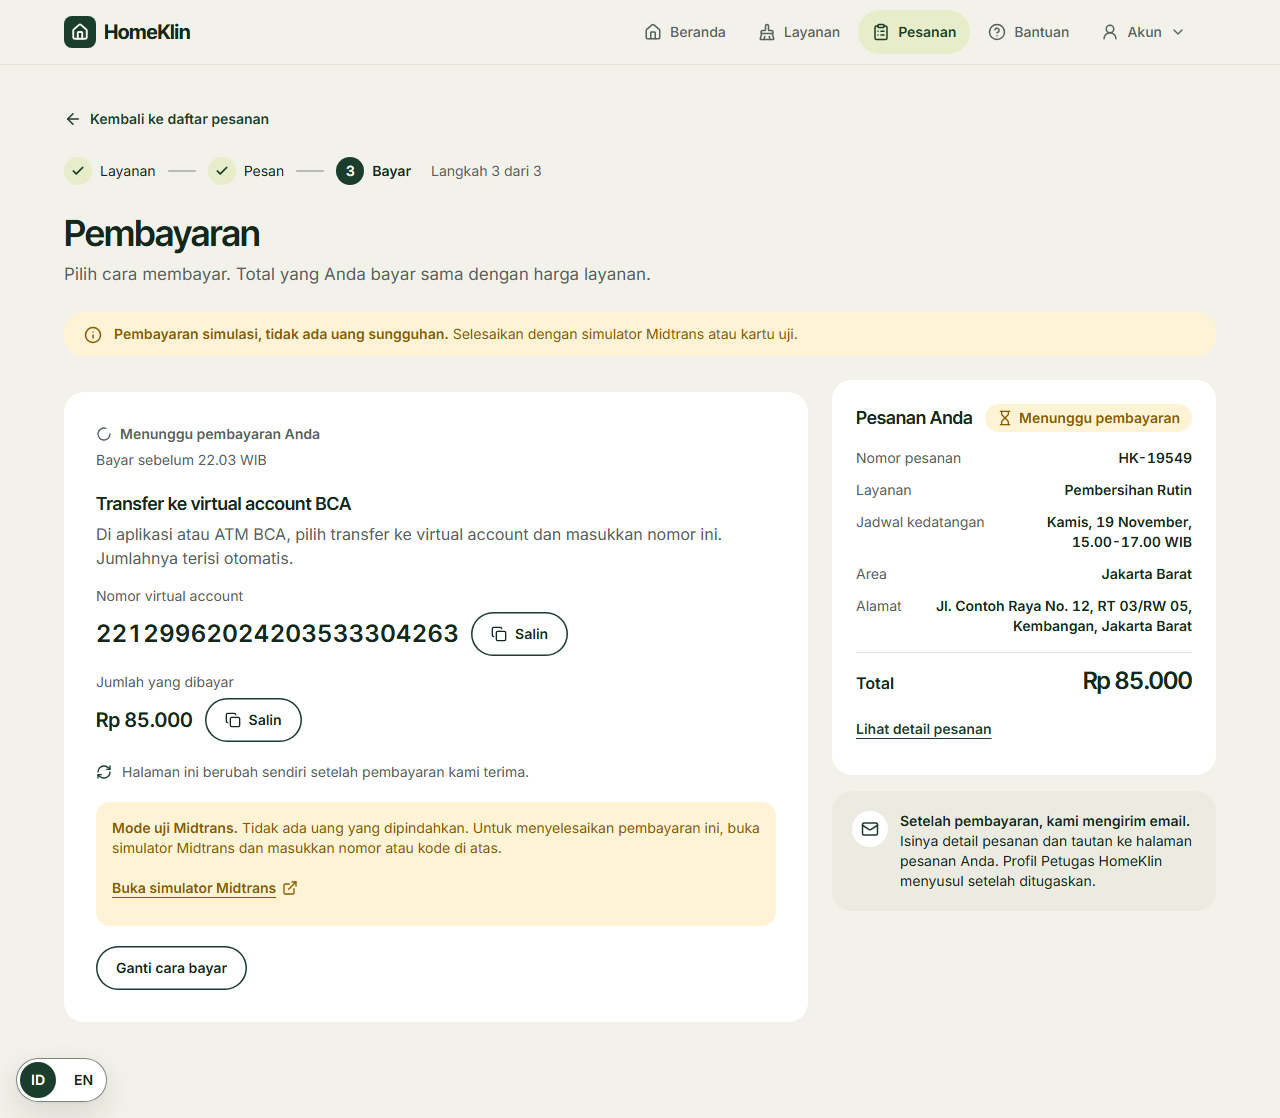 HomeKlin
Beranda
Layanan
Pesanan
Bantuan
Akun
Kembali ke daftar pesanan
Layanan
Pesan
3 Bayar
Langkah 3 dari 3
Pembayaran
Pilih cara membayar. Total yang Anda bayar sama dengan harga layanan.
Pembayaran simulasi, tidak ada uang sungguhan. Selesaikan dengan simulator Midtrans atau kartu uji.
Menunggu pembayaran Anda
Bayar sebelum 22.03 WIB
Transfer ke virtual account BCA
Di aplikasi atau ATM BCA, pilih transfer ke virtual account dan masukkan nomor ini.
Jumlahnya terisi otomatis.
Nomor virtual account
22129962024203533304263
Salin
Jumlah yang dibayar
Rp 85.000
Salin
Halaman ini berubah sendiri setelah pembayaran kami terima.
Mode uji Midtrans. Tidak ada uang yang dipindahkan. Untuk menyelesaikan pembayaran ini, buka
simulator Midtrans dan masukkan nomor atau kode di atas.
Buka simulator Midtrans
Ganti cara bayar
Pesanan Anda
Menunggu pembayaran
Nomor pesanan
HK-19549
Layanan
Pembersihan Rutin
Jadwal kedatangan
Kamis, 19 November,
15.00-17.00 WIB
Area
Jakarta Barat
Alamat
Jl. Contoh Raya No. 12, RT 03/RW 05,
Kembangan, Jakarta Barat
Total
Rp 85.000
Lihat detail pesanan
Setelah pembayaran, kami mengirim email.
Isinya detail pesanan dan tautan ke halaman
pesanan Anda. Profil Petugas HomeKlin
menyusul setelah ditugaskan.
ID
EN